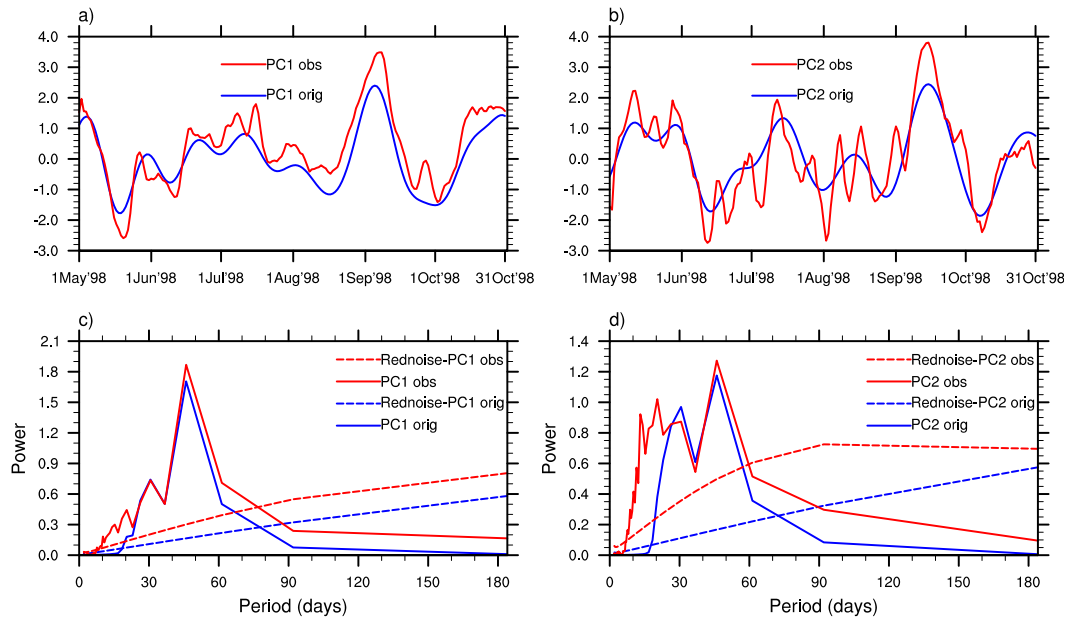 a)
4.0
3.0
2.0
1.0
0.0
-1.0
-2.0
-3.0
PC1 obs
PC1 orig
1May'98 1Jun'98 1Jul'98 1Aug'98 1Sep'98 1Oct'98 31Oct'98
b)
4.0
3.0
2.0
1.0
0.0
-1.0
-2.0
-3.0
PC2 obs
PC2 orig
1May'98 1Jun'98 1Jul'98 1Aug'98 1Sep'98 1Oct'98 31Oct'98
c)
Power
2.1
1.8
1.5
1.2
0.9
0.6
0.3
0.0
Rednoise-PC1 obs
PC1 obs
Rednoise-PC1 orig
PC1 orig
0 30 60 90 120 150 180
Period (days)
d)
Power
1.4
1.2
1.0
0.8
0.6
0.4
0.2
0.0
Rednoise-PC2 obs
PC2 obs
Rednoise-PC2 orig
PC2 orig
0 30 60 90 120 150 180
Period (days)